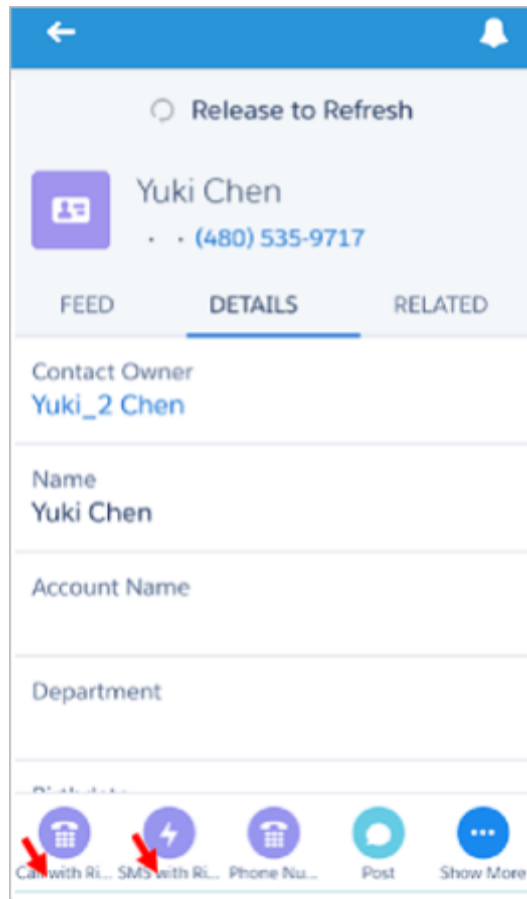 Release to Refresh
Yuki Chen
· · (480) 535-9717
FEED DETAILS RELATED
Contact Owner
Yuki_2 Chen
Name
Yuki Chen
Account Name
Department
Birthdate
Call with Ri... SMS with Ri... Phone Nu... Post Show More